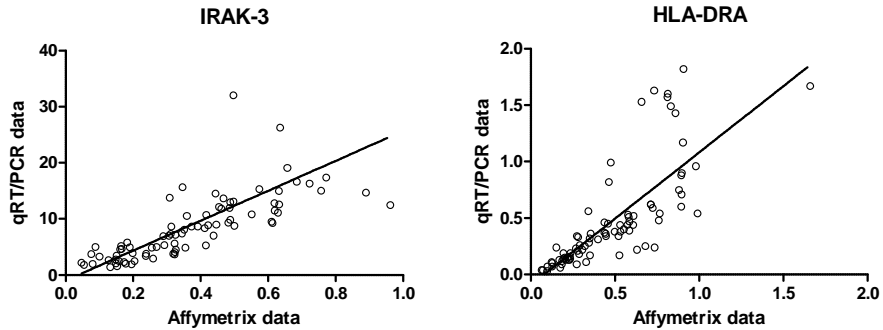 IRAK-3
40
30
20
10
0
qRT/PCR data
0.0 0.2 0.4 0.6 0.8 1.0
Affymetrix data
HLA-DRA
2.0
1.5
1.0
0.5
0.0
qRT/PCR data
0.0 0.5 1.0 1.5 2.0
Affymetrix data